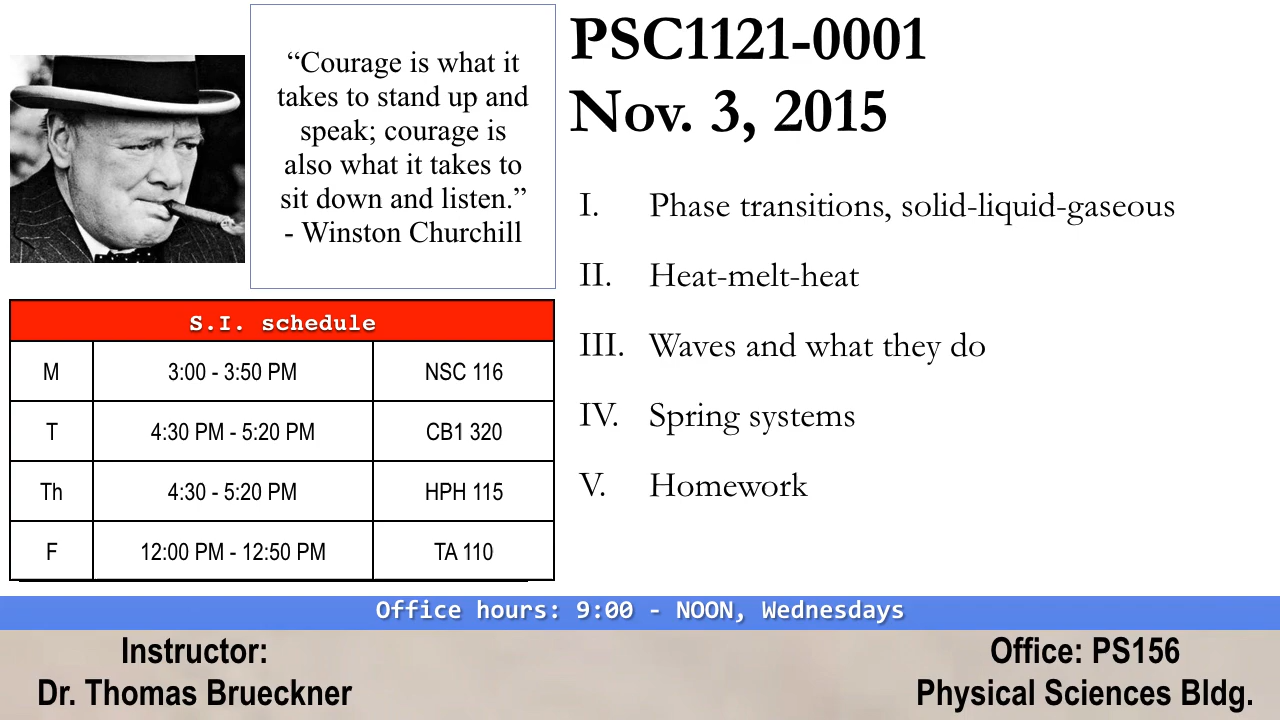 “Courage is what it
takes to stand up and
speak; courage is
also what it takes to
sit down and listen.”
- Winston Churchill
PSC1121-0001
Nov. 3, 2015
I. Phase transitions, solid-liquid-gaseous
II. Heat-melt-heat
III. Waves and what they do
IV. Spring systems
V. Homework
S.I. schedule
M 3:00 - 3:50 PM NSC 116
T 4:30 PM - 5:20 PM CB1 320
Th 4:30 - 5:20 PM HPH 115
F 12:00 PM - 12:50 PM TA 110
Office hours: 9:00 - NOON, Wednesdays
Instructor:
Dr. Thomas Brueckner
Office: PS156
Physical Sciences Bldg.